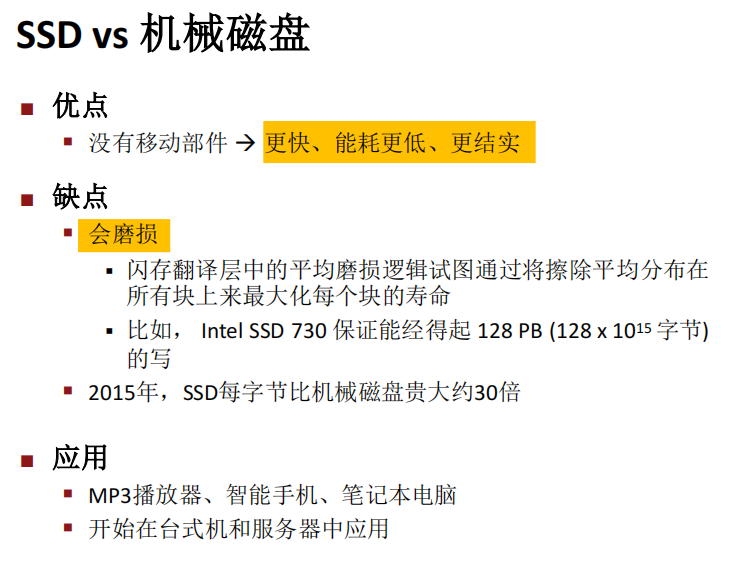 SSD vs 机械磁盘
优点
没有移动部件 → 更快、能耗更低、更结实
缺点
会磨损
闪存翻译层中的平均磨损逻辑试图通过将擦除平均分布在
所有块上来最大化每个块的寿命
比如， Intel SSD 730 保证能经得起 128 PB (128 x 10¹⁵ 字节)
的写
2015年，SSD每字节比机械磁盘贵大约30倍
应用
MP3播放器、智能手机、笔记本电脑
开始在台式机和服务器中应用